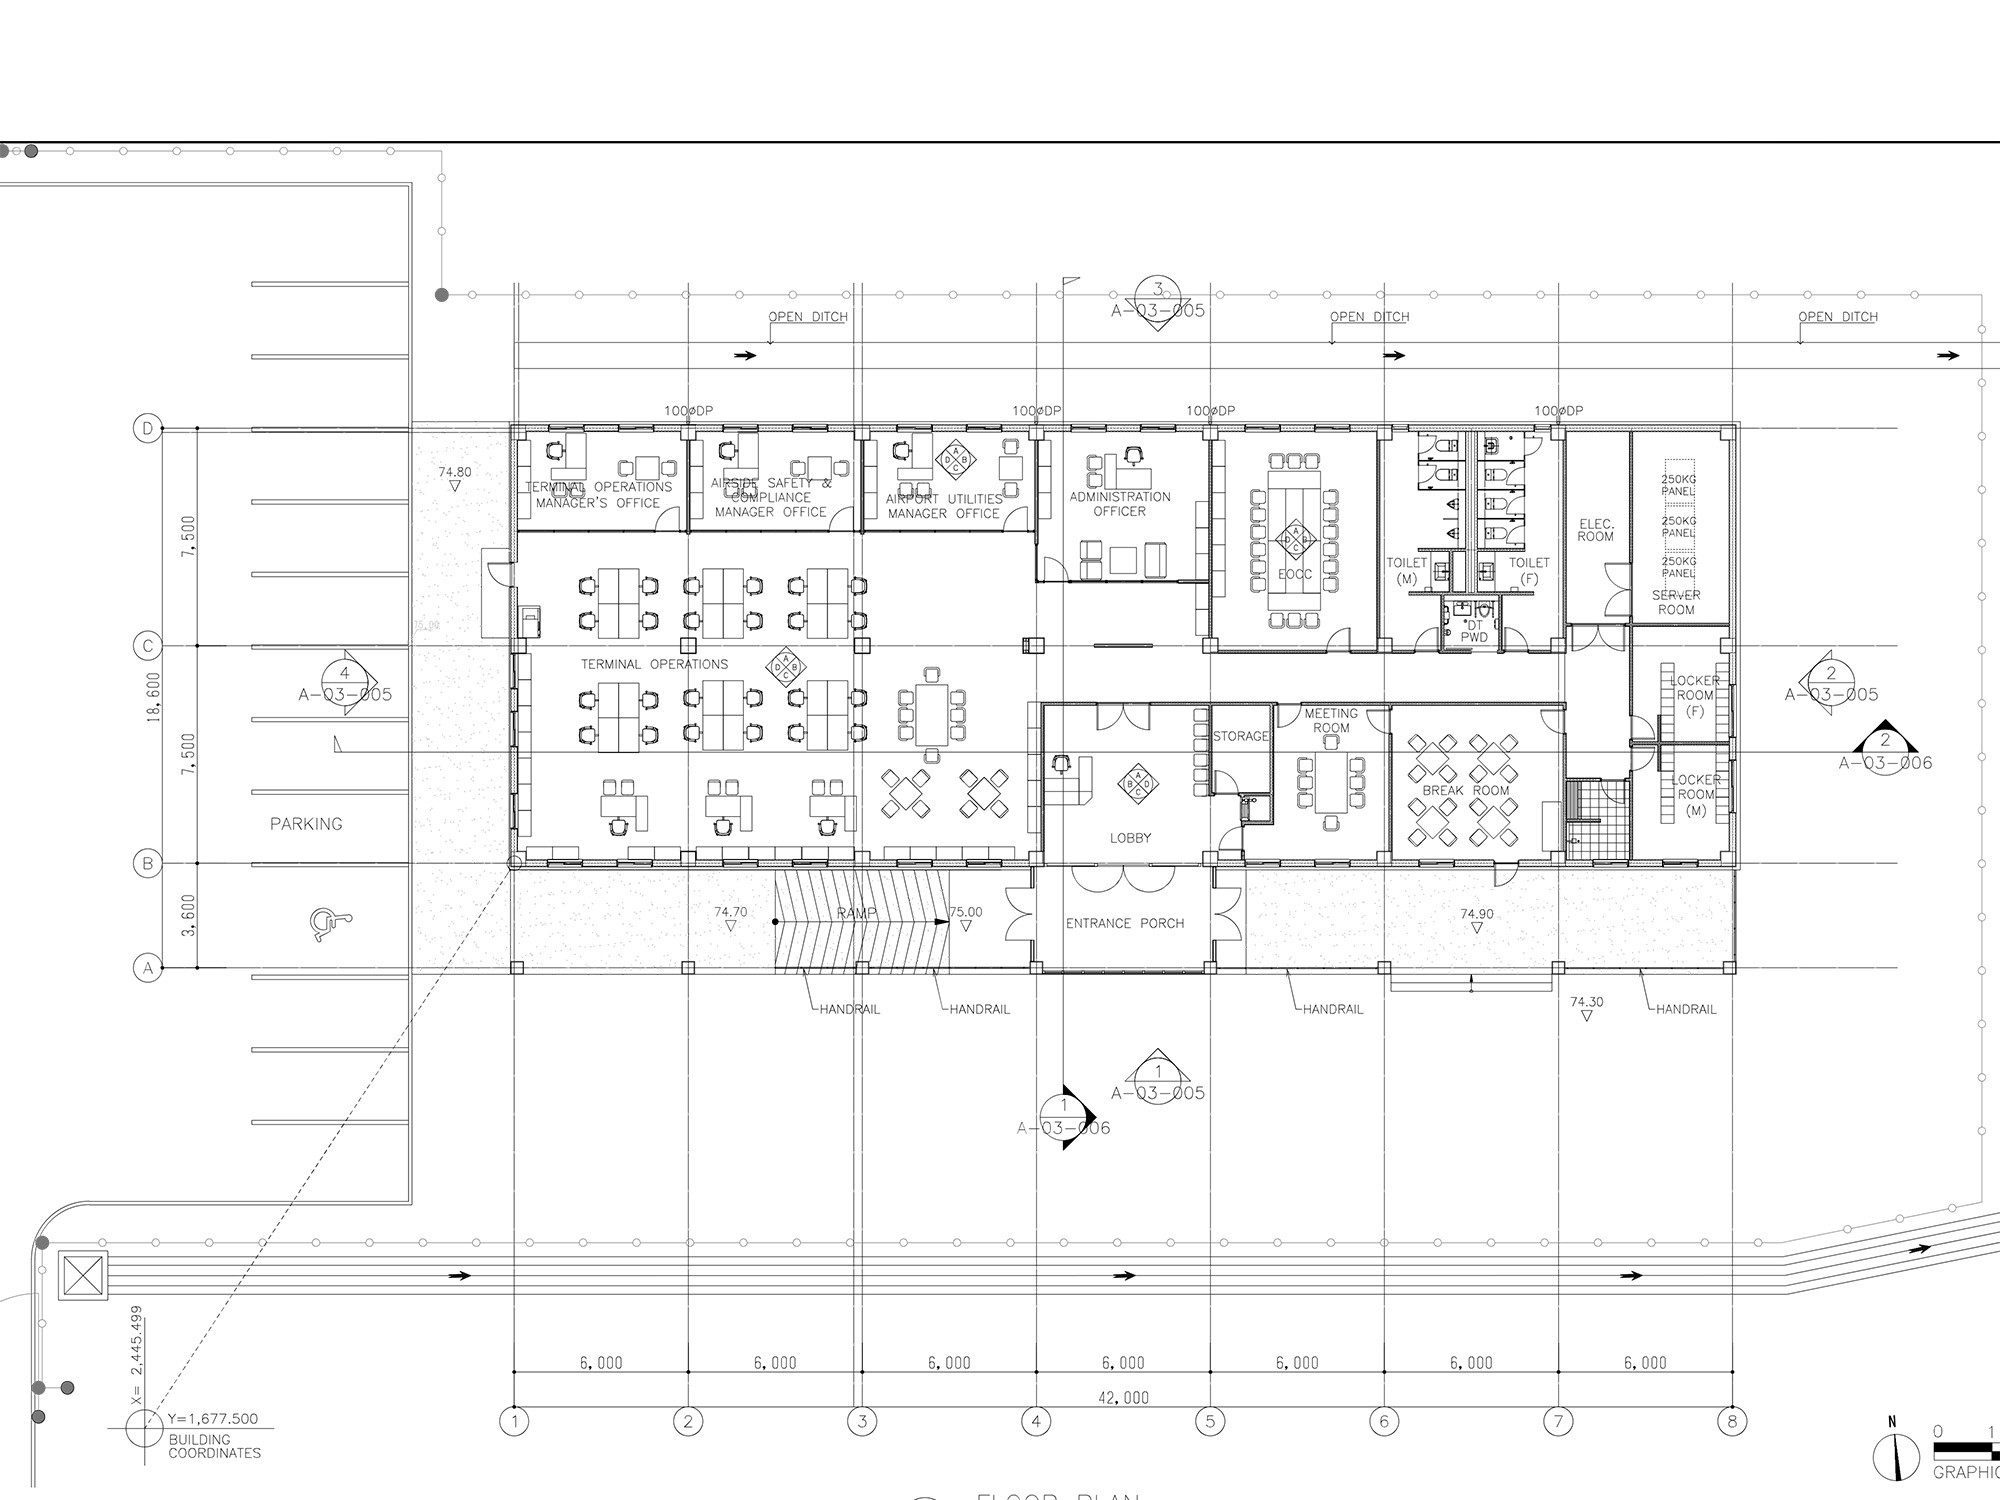 3
A-03-005
OPEN DITCH
OPEN DITCH
OPEN DITCH
100øDP
100øDP
100øDP
100øDP
D
74.80
TERMINAL OPERATIONS
MANAGER'S OFFICE
AIRSIDE SAFETY &
COMPLIANCE
MANAGER OFFICE
A
D B
C
AIRPORT UTILITIES
MANAGER OFFICE
ADMINISTRATION
OFFICER
A
D B
C
EOCC
TOILET
(M)
TOILET
(F)
DT
PWD
ELEC.
ROOM
250KG
PANEL
250KG
PANEL
250KG
PANEL
SERVER
ROOM
7,500
75.00
C
18,600
4
A-03-005
TERMINAL OPERATIONS
A
D B
C
LOCKER
ROOM
(F)
2
A-03-005
2
A-03-006
7,500
STORAGE
MEETING
ROOM
BREAK ROOM
LOCKER
ROOM
(M)
A
B D
C
LOBBY
PARKING
B
3,600
74.70
RAMP
75.00
ENTRANCE PORCH
74.90
A
HANDRAIL
HANDRAIL
HANDRAIL
HANDRAIL
74.30
1
A-03-005
1
A-03-006
X= 2,445.499
Y=1,677.500
BUILDING
COORDINATES
6,000
6,000
6,000
6,000
6,000
6,000
6,000
42,000
1
2
3
4
5
6
7
8
N
0
1
GRAPHIC
FLOOR PLAN